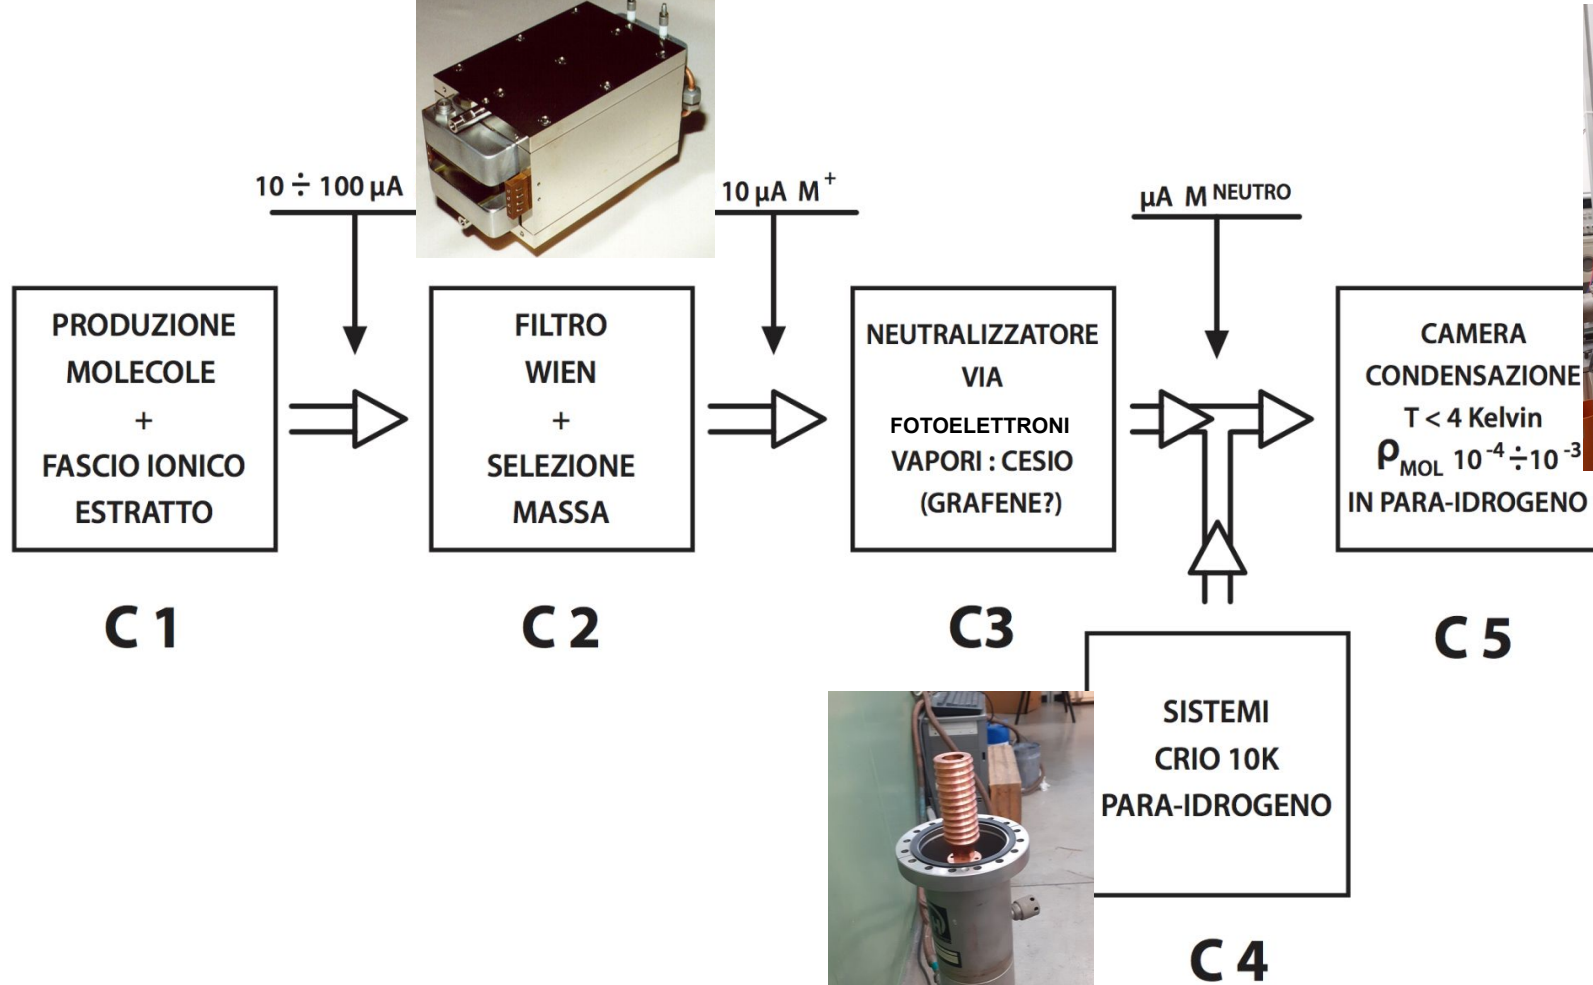 10 ÷ 100 µA
10 µA M⁺
µA M NEUTRO
PRODUZIONE
MOLECOLE
+
FASCIO IONICO
ESTRATTO
C 1
FILTRO
WIEN
+
SELEZIONE
MASSA
C 2
NEUTRALIZZATORE
VIA
FOTOELETTRONI
VAPORI : CESIO
(GRAFENE?)
C3
CAMERA
CONDENSAZIONE
T < 4 Kelvin
ρMOL 10⁻⁴ ÷10⁻³
IN PARA-IDROGENO
C 5
SISTEMI
CRIO 10K
PARA-IDROGENO
C 4